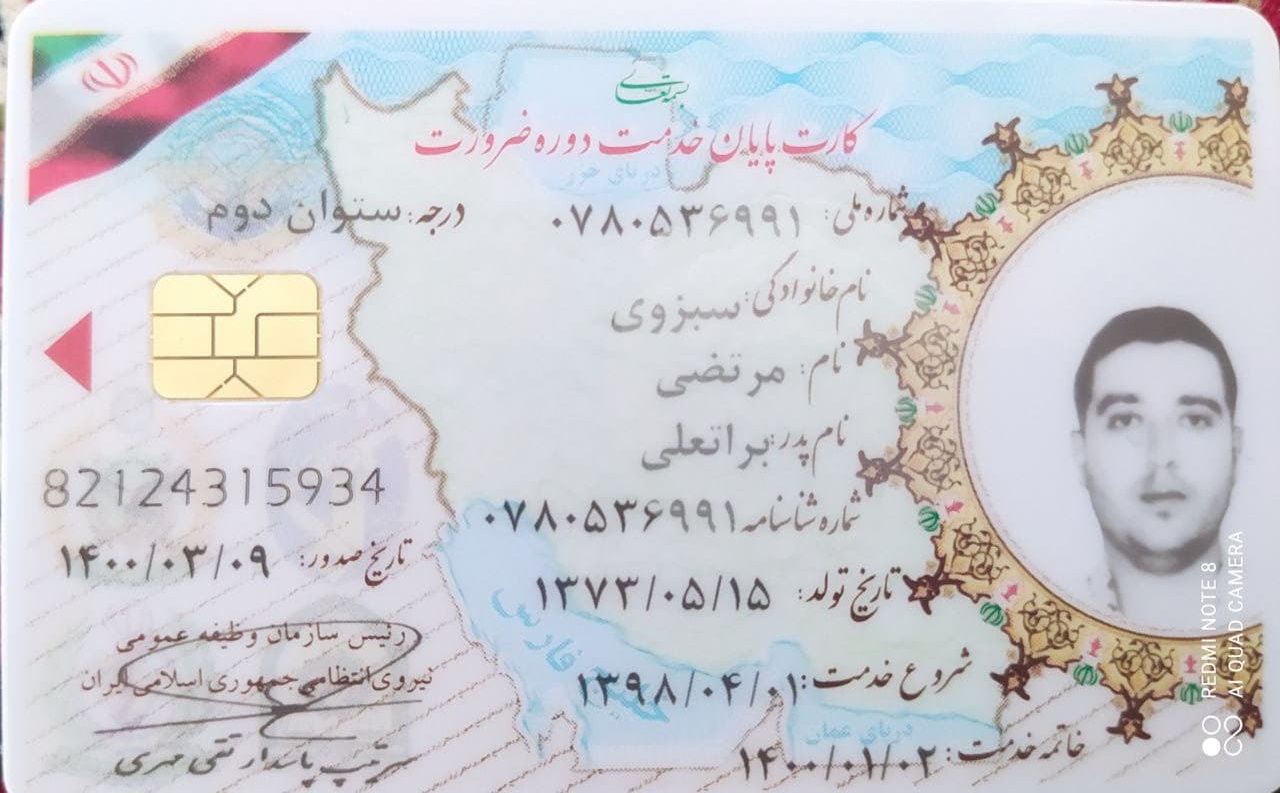 بسمه تعالی
کارت پایان خدمت دوره ضرورت
شماره ملی: ۰۷۸۰۵۳۶۹۹۱
درجه: ستوان دوم
نام خانوادگی: سبزوی
نام: مرتضی
نام پدر: براتعلی
شماره شناسنامه ۰۷۸۰۵۳۶۹۹۱
تاریخ تولد: ۱۳۷۳/۰۵/۱۵
شروع خدمت: ۱۳۹۸/۰۴/۰۱
خاتمه خدمت: ۱۴۰۰/۰۱/۰۲
82124315934
تاریخ صدور: ۱۴۰۰/۰۳/۰۹
رئیس سازمان وظیفه عمومی
نیروی انتظامی جمهوری اسلامی ایران
سرتیپ پاسدار تقی مهری
دریای خزر
خلیج فارس
دریای عمان
REDMI NOTE 8
AI QUAD CAMERA